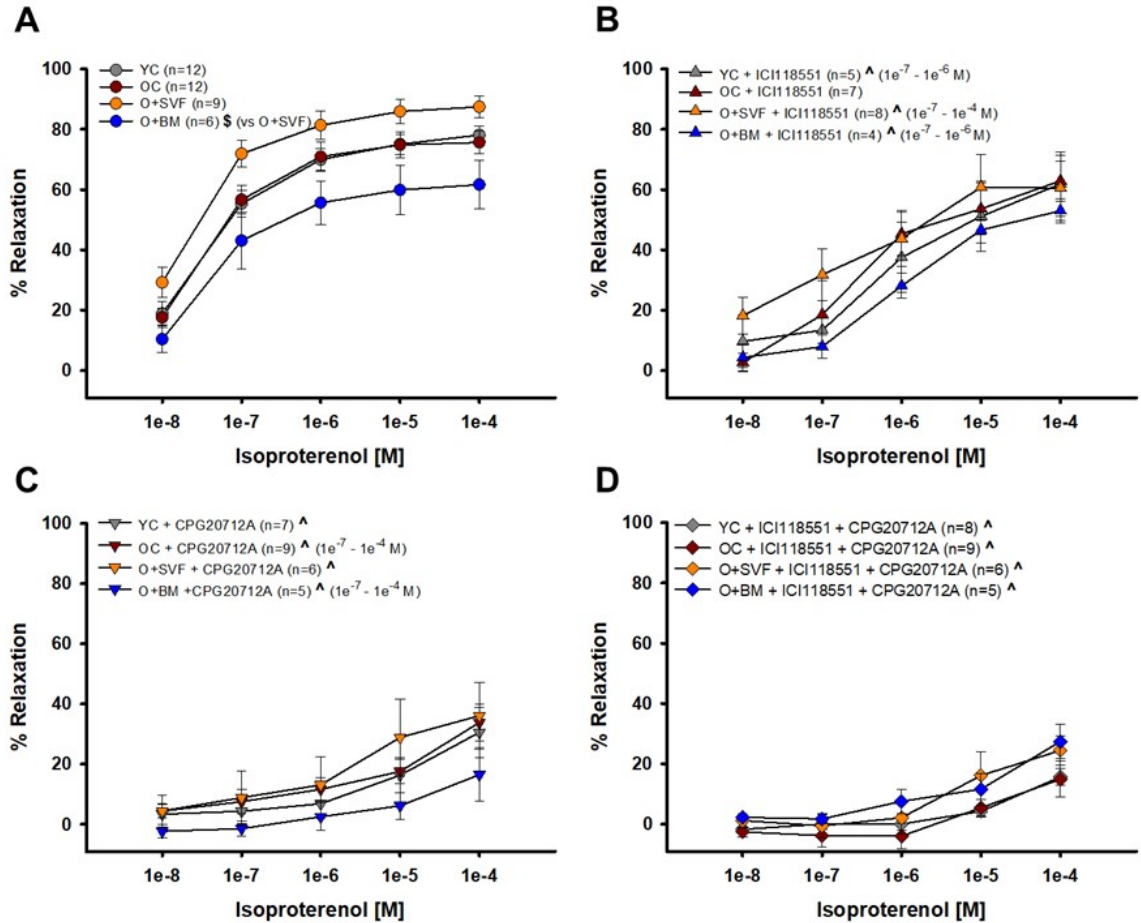 A
YC (n=12)
OC (n=12)
O+SVF (n=9)
O+BM (n=6) $ (vs O+SVF)
100
80
60
40
20
0
% Relaxation
1e-8 1e-7 1e-6 1e-5 1e-4
Isoproterenol [M]
B
YC + ICI118551 (n=5) ^ (1e-7 - 1e-6 M)
OC + ICI118551 (n=7)
O+SVF + ICI118551 (n=8) ^ (1e-7 - 1e-4 M)
O+BM + ICI118551 (n=4) ^ (1e-7 - 1e-6 M)
100
80
60
40
20
0
% Relaxation
1e-8 1e-7 1e-6 1e-5 1e-4
Isoproterenol [M]
C
YC + CPG20712A (n=7) ^
OC + CPG20712A (n=9) ^ (1e-7 - 1e-4 M)
O+SVF + CPG20712A (n=6) ^
O+BM +CPG20712A (n=5) ^ (1e-7 - 1e-4 M)
100
80
60
40
20
0
% Relaxation
1e-8 1e-7 1e-6 1e-5 1e-4
Isoproterenol [M]
D
YC + ICI118551 + CPG20712A (n=8) ^
OC + ICI118551 + CPG20712A (n=9) ^
O+SVF + ICI118551 + CPG20712A (n=6) ^
O+BM + ICI118551 + CPG20712A (n=5) ^
100
80
60
40
20
0
% Relaxation
1e-8 1e-7 1e-6 1e-5 1e-4
Isoproterenol [M]